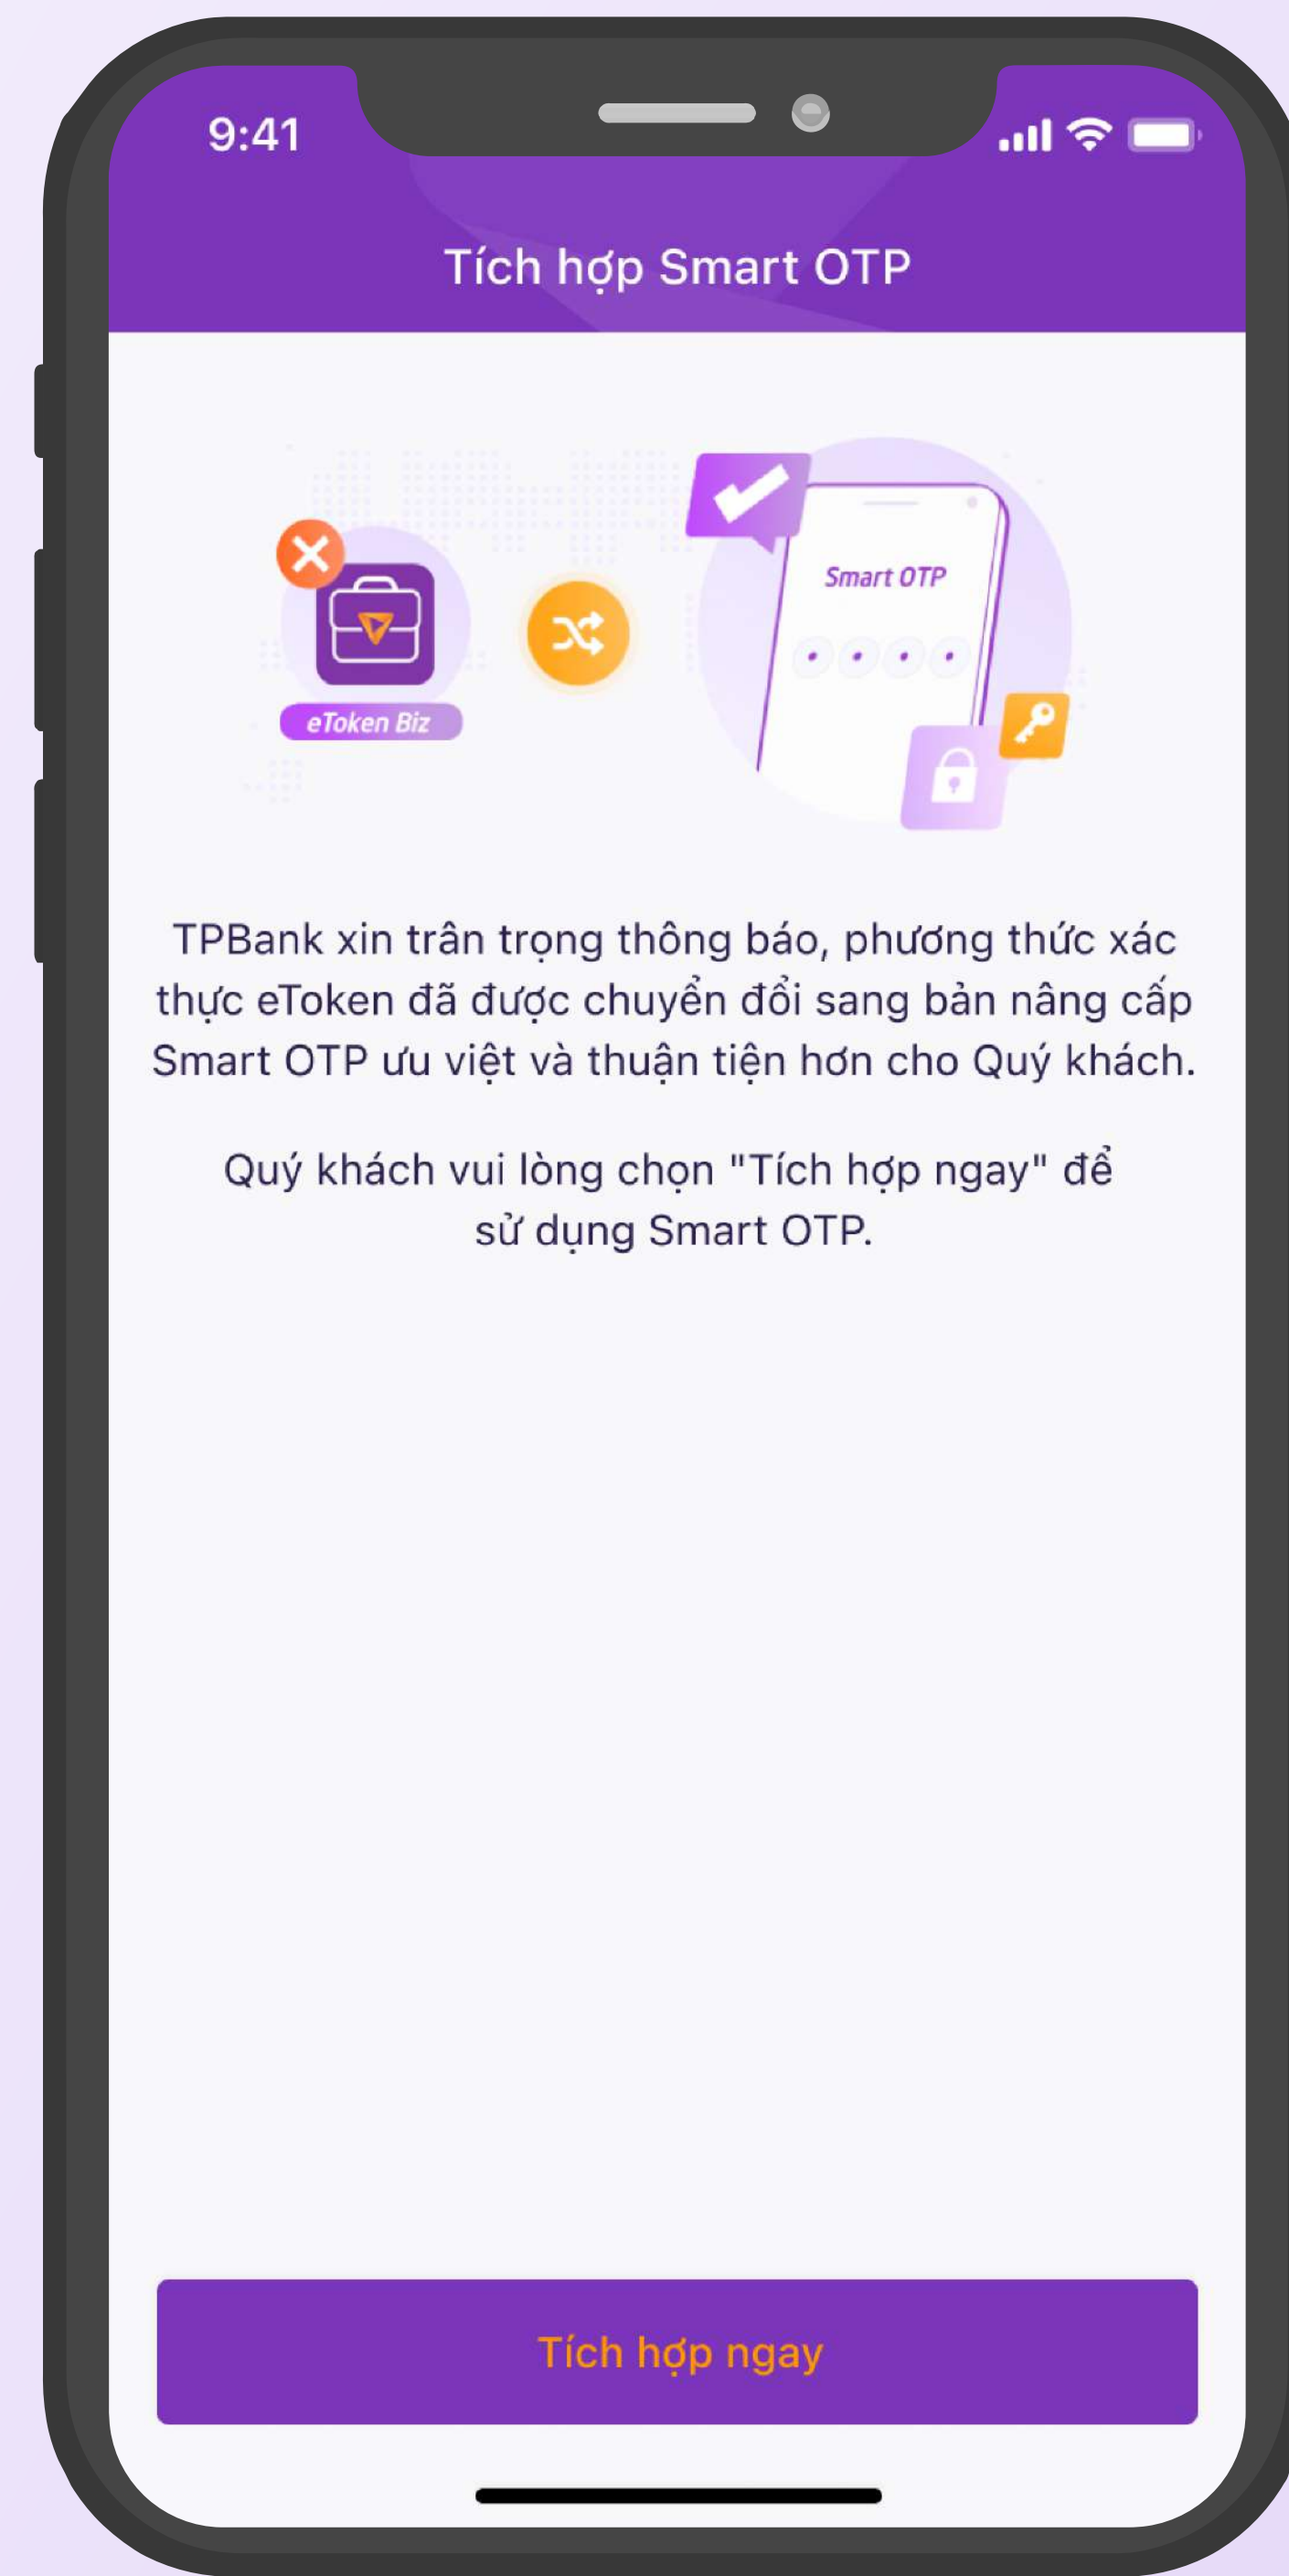 9:41
Tích hợp Smart OTP
Smart OTP
eToken Biz
TPBank xin trân trọng thông báo, phương thức xác
thực eToken đã được chuyển đổi sang bản nâng cấp
Smart OTP ưu việt và thuận tiện hơn cho Quý khách.
Quý khách vui lòng chọn "Tích hợp ngay" để
sử dụng Smart OTP.
Tích hợp ngay